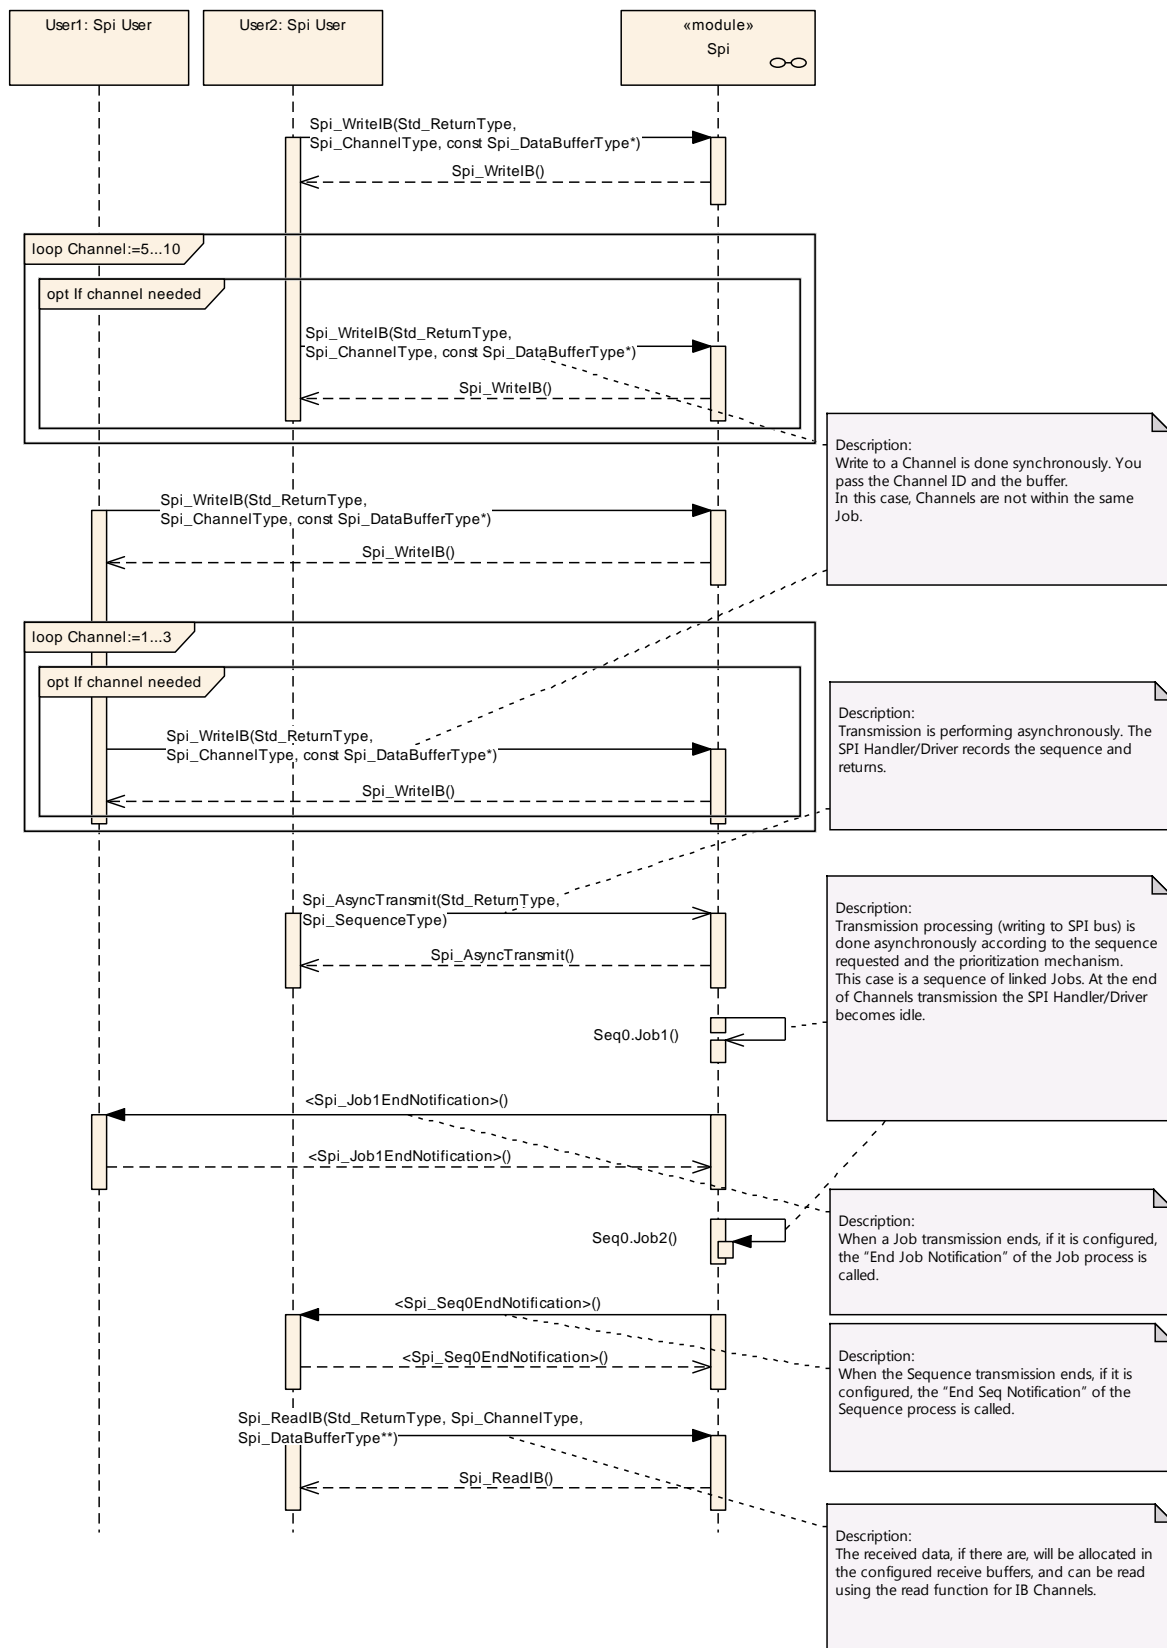 User1: Spi User
User2: Spi User
«module»
Spi
Spi_WriteIB(Std_ReturnType,
Spi_ChannelType, const Spi_DataBufferType*)
Spi_WriteIB()
loop Channel:=5...10
opt If channel needed
Spi_WriteIB(Std_ReturnType,
Spi_ChannelType, const Spi_DataBufferType*)
Spi_WriteIB()
Description:
Write to a Channel is done synchronously. You
pass the Channel ID and the buffer.
In this case, Channels are not within the same
Job.
Spi_WriteIB(Std_ReturnType,
Spi_ChannelType, const Spi_DataBufferType*)
Spi_WriteIB()
loop Channel:=1...3
opt If channel needed
Spi_WriteIB(Std_ReturnType,
Spi_ChannelType, const Spi_DataBufferType*)
Spi_WriteIB()
Description:
Transmission is performing asynchronously. The
SPI Handler/Driver records the sequence and
returns.
Spi_AsyncTransmit(Std_ReturnType,
Spi_SequenceType)
Spi_AsyncTransmit()
Description:
Transmission processing (writing to SPI bus) is
done asynchronously according to the sequence
requested and the prioritization mechanism.
This case is a sequence of linked Jobs. At the end
of Channels transmission the SPI Handler/Driver
becomes idle.
Seq0.Job1()
<Spi_Job1EndNotification>()
<Spi_Job1EndNotification>()
Seq0.Job2()
Description:
When a Job transmission ends, if it is configured,
the “End Job Notification” of the Job process is
called.
<Spi_Seq0EndNotification>()
<Spi_Seq0EndNotification>()
Description:
When the Sequence transmission ends, if it is
configured, the “End Seq Notification” of the
Sequence process is called.
Spi_ReadIB(Std_ReturnType, Spi_ChannelType,
Spi_DataBufferType**)
Spi_ReadIB()
Description:
The received data, if there are, will be allocated in
the configured receive buffers, and can be read
using the read function for IB Channels.